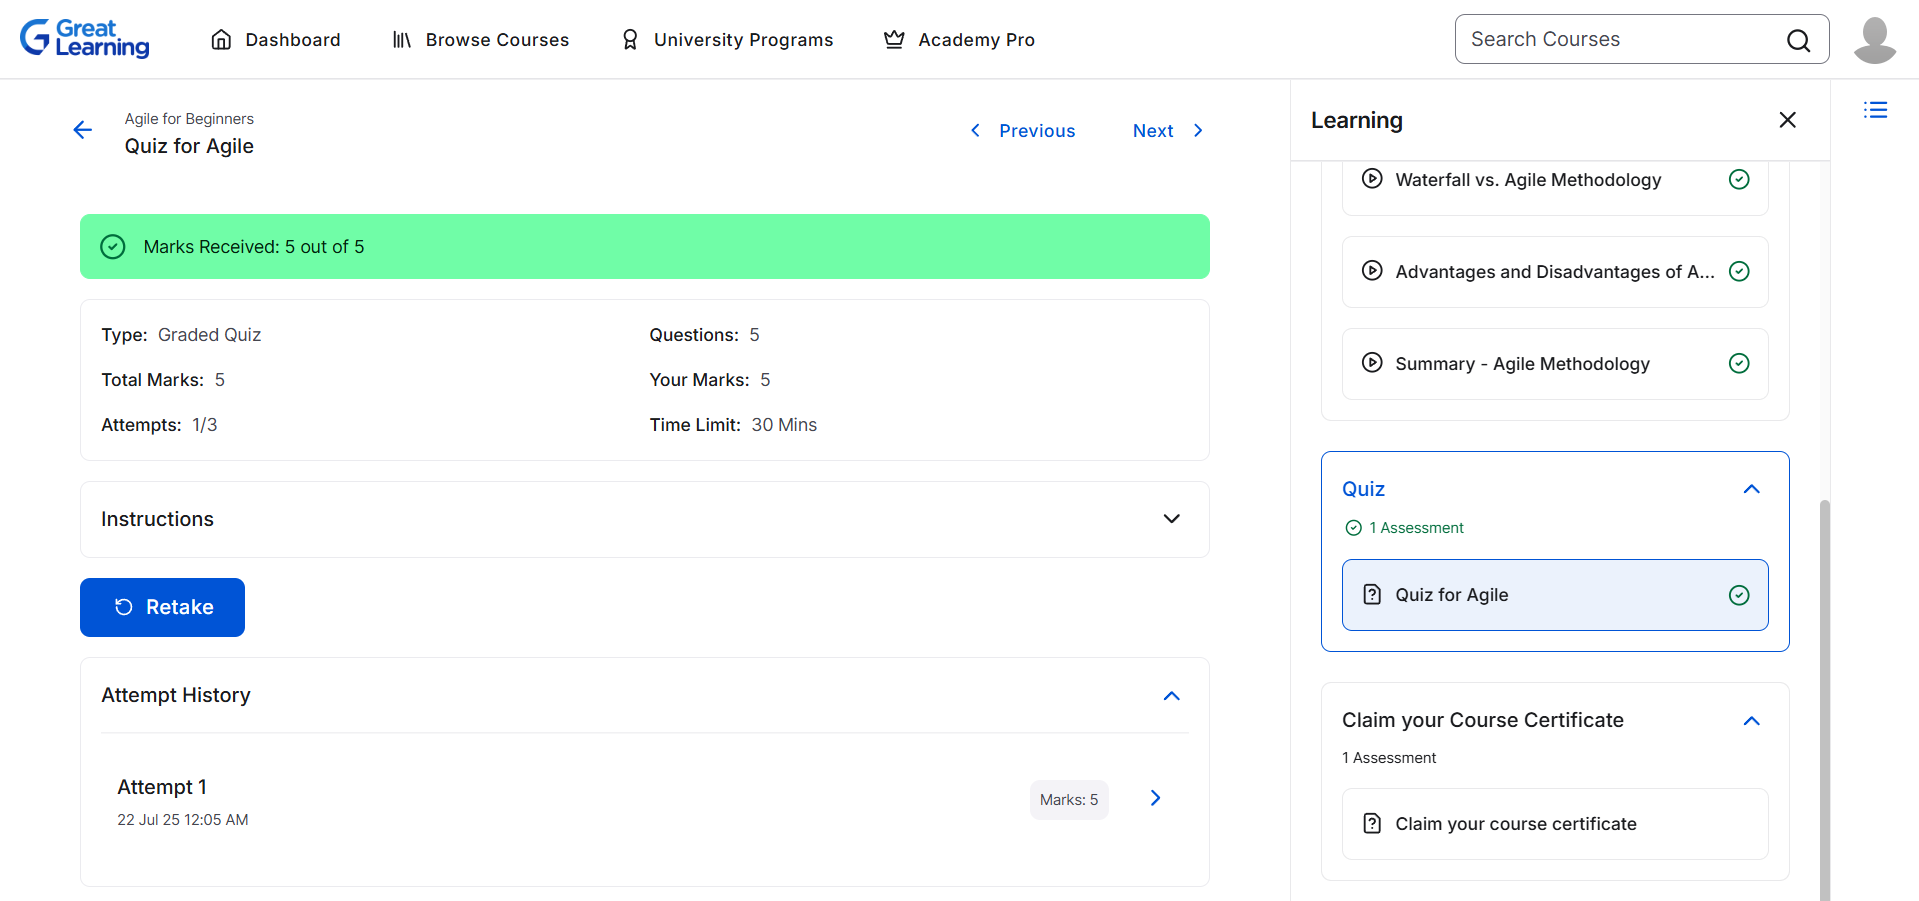 Great Learning
Dashboard
Browse Courses
University Programs
Academy Pro
Search Courses
Agile for Beginners
Quiz for Agile
Previous
Next
Marks Received: 5 out of 5
Type: Graded Quiz
Questions: 5
Total Marks: 5
Your Marks: 5
Attempts: 1/3
Time Limit: 30 Mins
Instructions
Retake
Attempt History
Attempt 1
22 Jul 25 12:05 AM
Marks: 5
Learning
Waterfall vs. Agile Methodology
Advantages and Disadvantages of A...
Summary - Agile Methodology
Quiz
1 Assessment
Quiz for Agile
Claim your Course Certificate
1 Assessment
Claim your course certificate